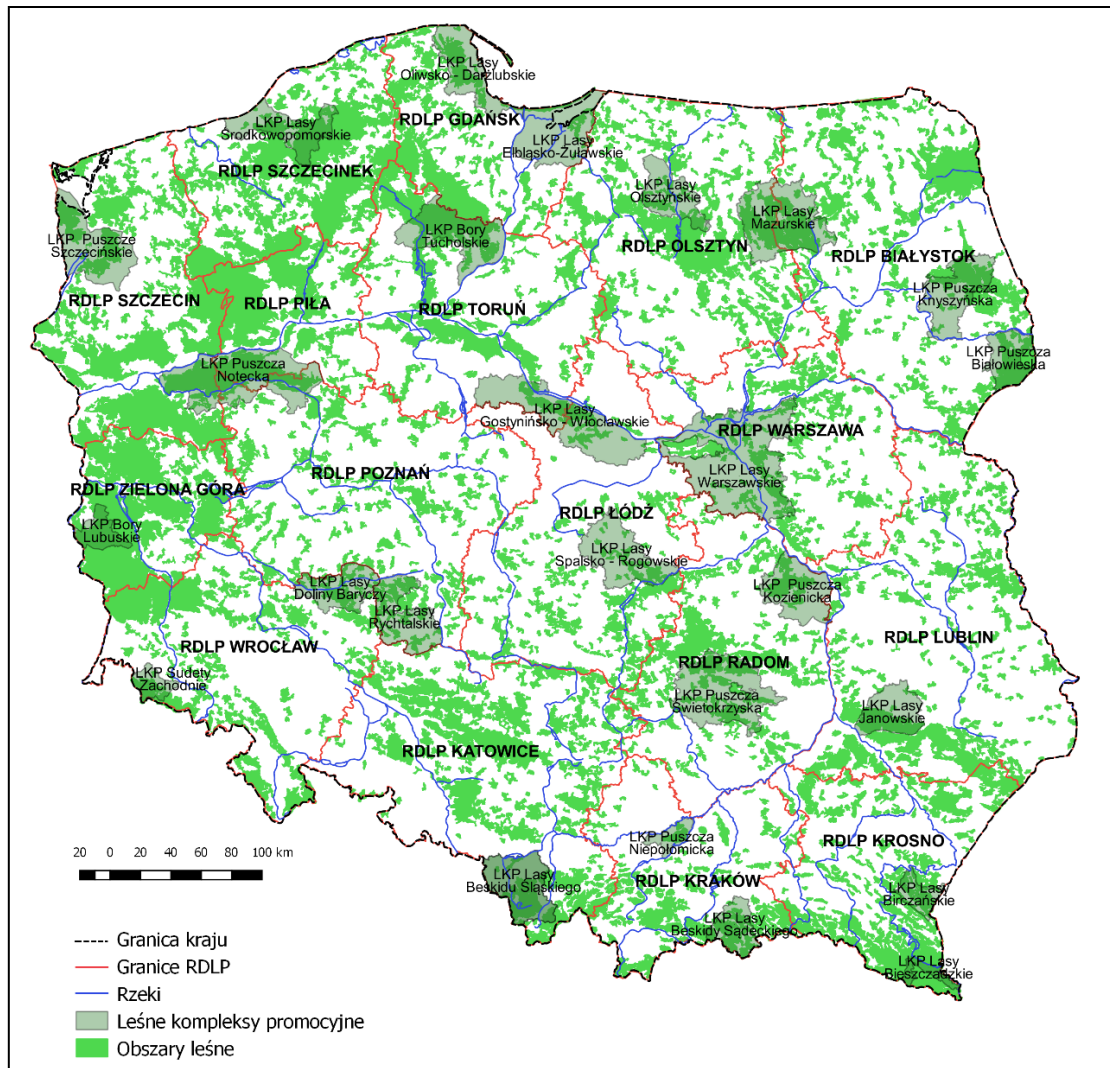 LKP Lasy
Oliwsko - Darżlubskie
LKP Lasy
Środkowopomorskie
RDLP GDAŃSK
LKP Lasy
Elbląsko-Żuławskie
RDLP SZCZECINEK
LKP Lasy
Olsztyńskie
LKP Lasy
Mazurskie
LKP Bory
Tucholskie
LKP Puszcze
Szczecińskie
RDLP OLSZTYN
RDLP BIAŁYSTOK
RDLP SZCZECIN
RDLP PIŁA
RDLP TORUŃ
LKP Puszcza
Knyszyńska
LKP Puszcza
Białowieska
LKP Puszcza
Notecka
LKP Lasy
Gostynińsko - Włocławskie
RDLP WARSZAWA
RDLP POZNAŃ
LKP Lasy
Warszawskie
RDLP ZIELONA GÓRA
RDLP ŁÓDŹ
LKP Bory
Lubuskie
LKP Lasy
Spalsko - Rogowskie
LKP Lasy
Doliny Baryczy
LKP Puszcza
Kozienicka
LKP Lasy
Rychtalskie
RDLP WROCŁAW
RDLP LUBLIN
RDLP RADOM
LKP Sudety
Zachodnie
LKP Puszcza
Świetokrzyska
LKP Lasy
Janowskie
RDLP KATOWICE
LKP Puszcza
Niepołomicka
RDLP KROSNO
LKP Lasy
Beskidu Śląskiego
RDLP KRAKÓW
LKP Lasy
Birczańskie
LKP Lasy
Beskidy Sądeckiego
LKP Lasy
Bieszczadzkie
20 0 20 40 60 80 100 km
Granica kraju
Granice RDLP
Rzeki
Leśne kompleksy promocyjne
Obszary leśne